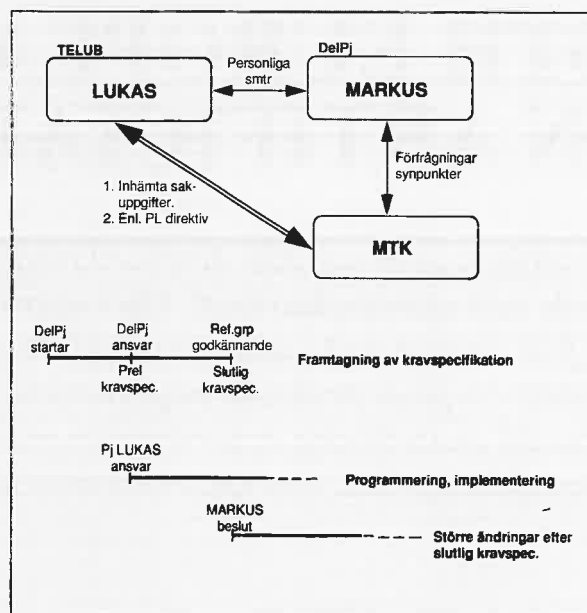 TELUB
LUKAS
Personliga
smtr
DelPj
MARKUS
Förfrågningar
synpunkter
1. Inhämta sak-
uppgifter.
2. Enl. PL direktiv
MTK
DelPj
startar
DelPj
ansvar
Ref.grp
godkännande
Prel
kravspec.
Slutlig
kravspec.
Framtagning av kravspecifikation
Pj LUKAS
ansvar
Programmering, implementering
MARKUS
beslut
Större ändringar efter
slutlig kravspec.